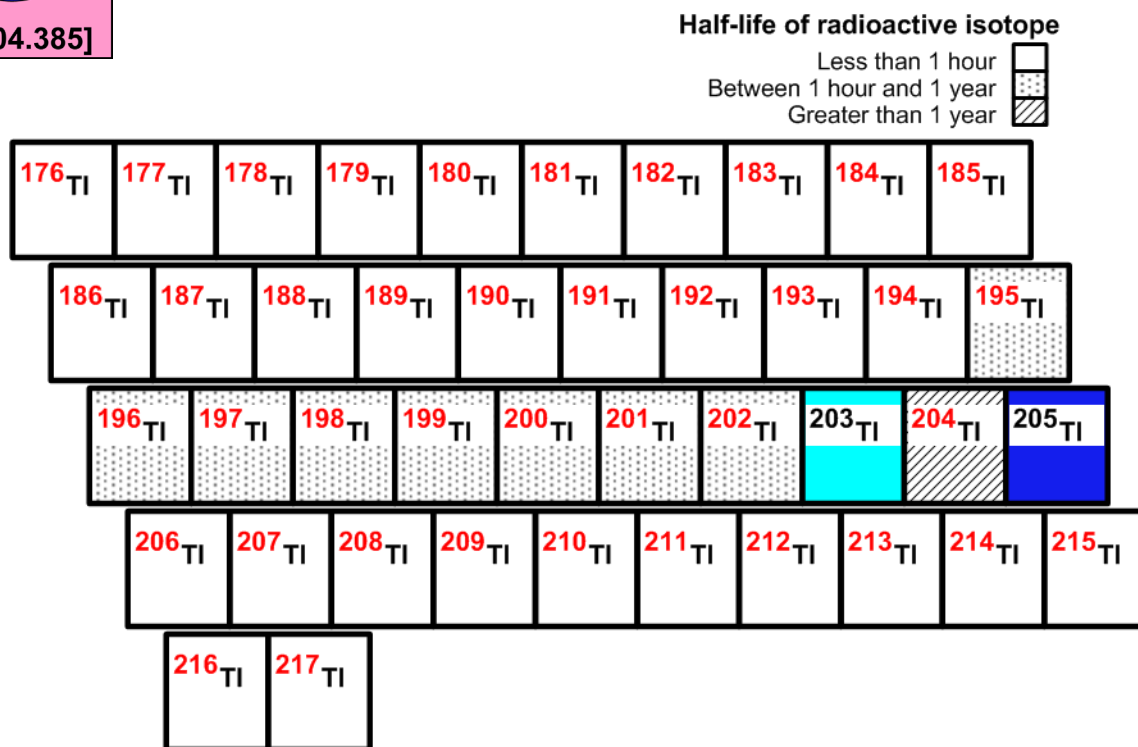 04.385]
Half-life of radioactive isotope
Less than 1 hour
Between 1 hour and 1 year
Greater than 1 year
176Tl 177Tl 178Tl 179Tl 180Tl 181Tl 182Tl 183Tl 184Tl 185Tl
186Tl 187Tl 188Tl 189Tl 190Tl 191Tl 192Tl 193Tl 194Tl 195Tl
196Tl 197Tl 198Tl 199Tl 200Tl 201Tl 202Tl 203Tl 204Tl 205Tl
206Tl 207Tl 208Tl 209Tl 210Tl 211Tl 212Tl 213Tl 214Tl 215Tl
216Tl 217Tl